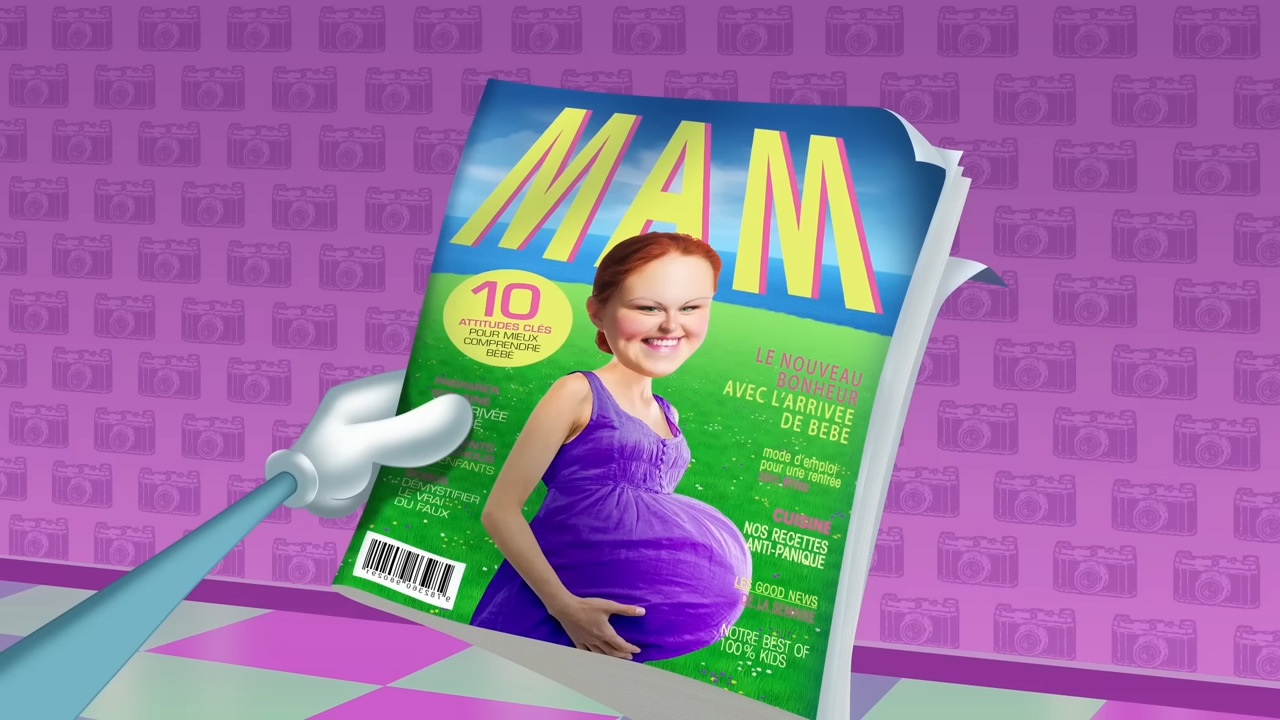 MAM
10
ATTITUDES CLÉS
POUR MIEUX
COMPRENDRE
BÉBÉ
LE NOUVEAU
BONHEUR
AVEC L'ARRIVEE
DE BEBE
ENFANTS
DÉMYSTIFIER
LE VRAI
DU FAUX
mode d'emploi
pour une rentrée
CUISINE
NOS RECETTES
ANTI-PANIQUE
LES GOOD NEWS
DE LA SEMAINE
NOTRE BEST OF
100% KIDS